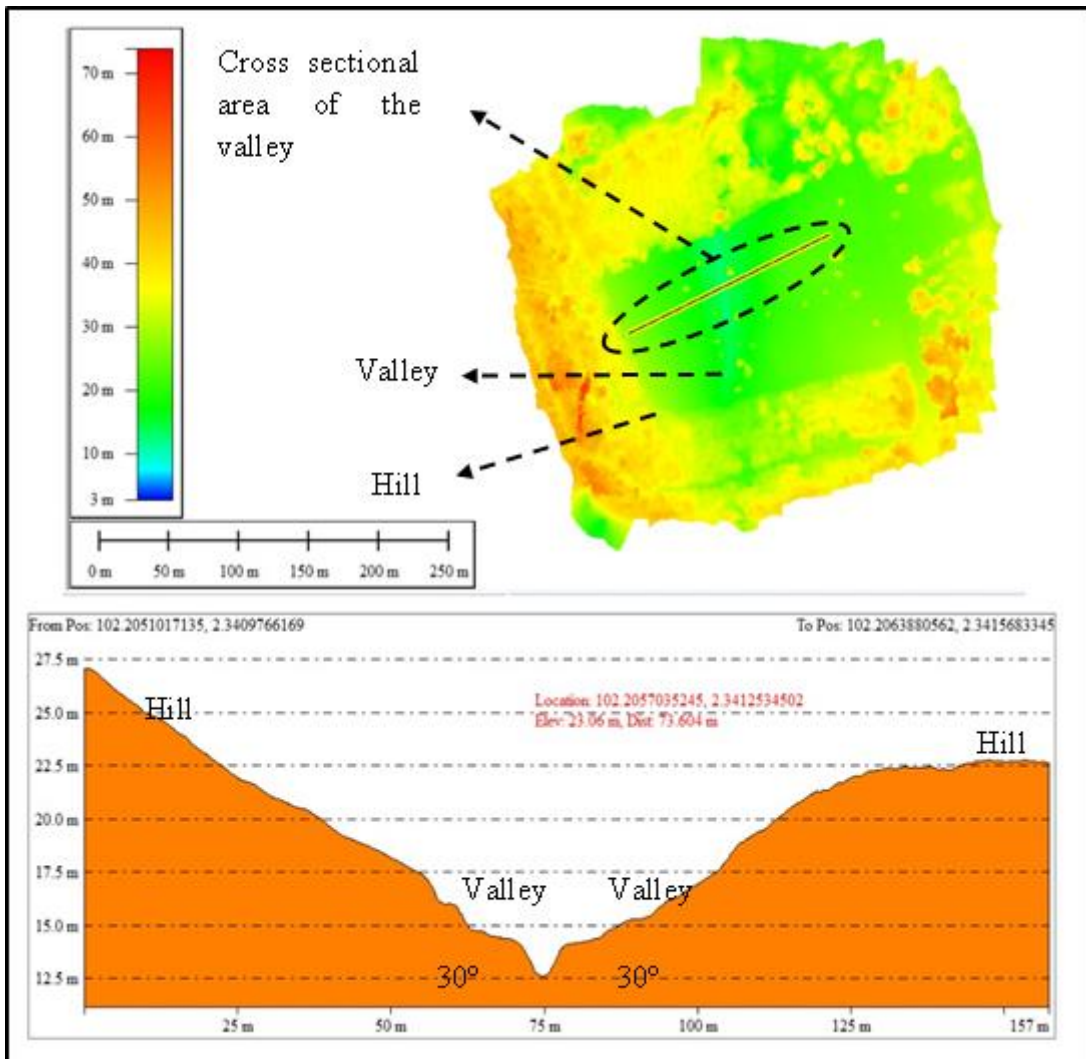 70 m
60 m
50 m
40 m
30 m
20 m
10 m
3 m
Cross sectional
area of the
valley
Valley
Hill
0 m 50 m 100 m 150 m 200 m 250 m
From Pos: 102.2051017135, 2.3409766169 To Pos: 102.2063880562, 2.3415683345
27.5 m
25.0 m
22.5 m
20.0 m
17.5 m
15.0 m
12.5 m
Hill
Location: 102.2057035245, 2.3412534502
Elev: 23.06 m, Dist: 73.604 m
Hill
Valley Valley
30° 30°
25 m 50 m 75 m 100 m 125 m 157 m